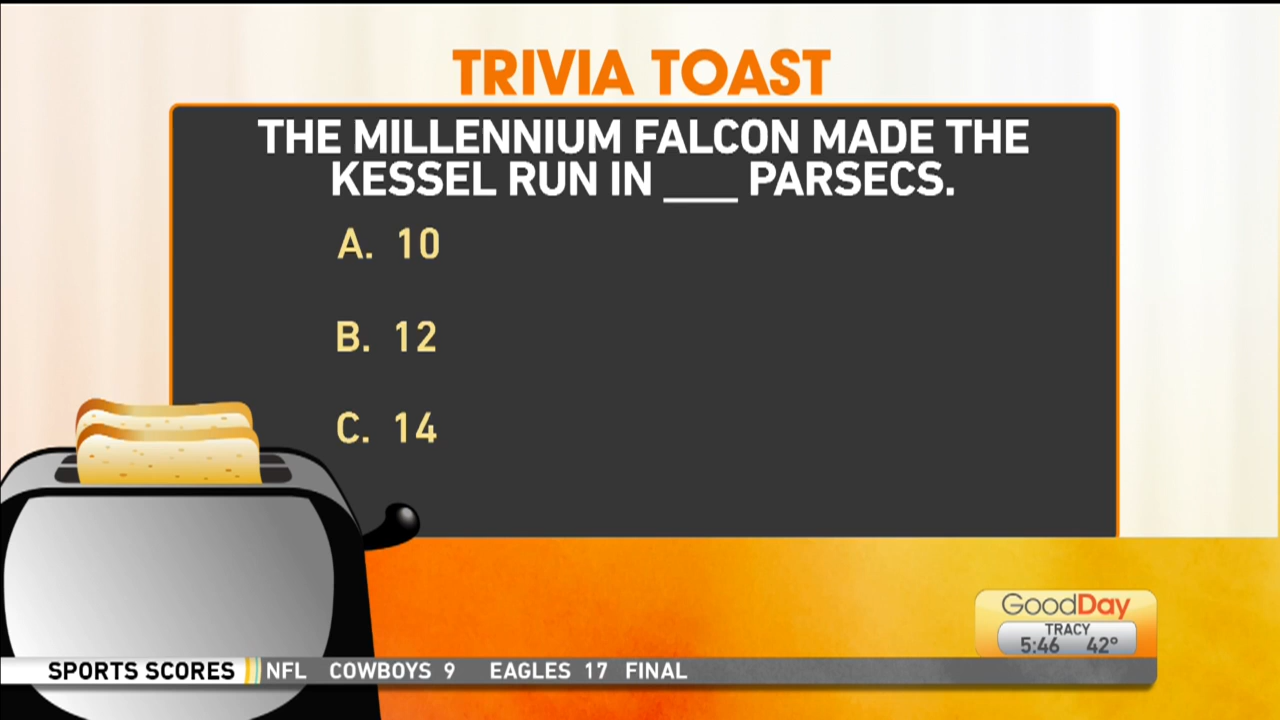 TRIVIA TOAST
THE MILLENNIUM FALCON MADE THE
KESSEL RUN IN ____ PARSECS.
A. 10
B. 12
C. 14
GoodDay
TRACY
5:46 42°
SPORTS SCORES NFL COWBOYS 9 EAGLES 17 FINAL